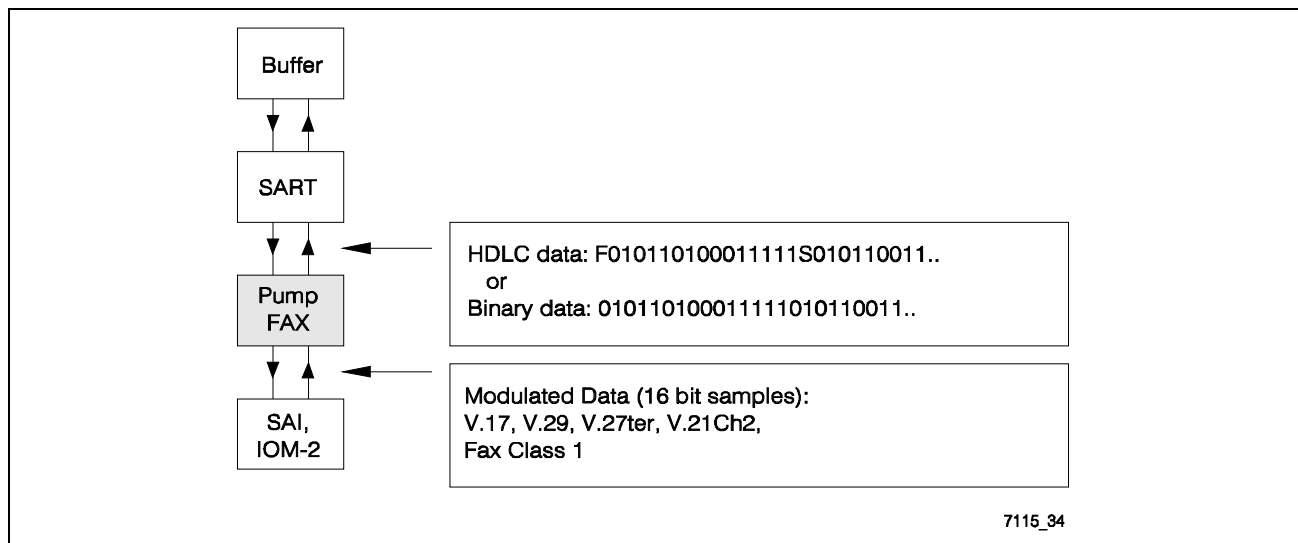 Buffer
SART
HDLC data: F010110100011111S010110011..
or
Binary data: 010110100011111010110011..
Pump
FAX
Modulated Data (16 bit samples):
V.17, V.29, V.27ter, V.21Ch2,
Fax Class 1
SAI,
IOM-2
7115_34